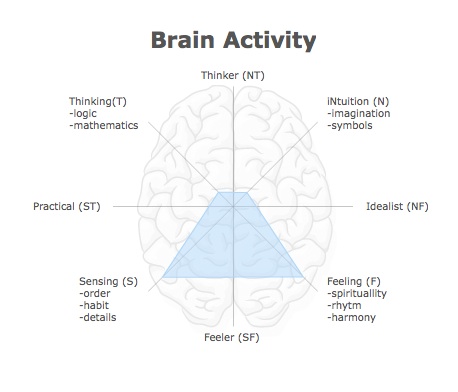 Brain Activity
Thinker (NT)
Thinking(T)
-logic
-mathematics
iNtuition (N)
-imagination
-symbols
Practical (ST)
Idealist (NF)
Sensing (S)
-order
-habit
-details
Feeling (F)
-spirituallity
-rhytm
-harmony
Feeler (SF)